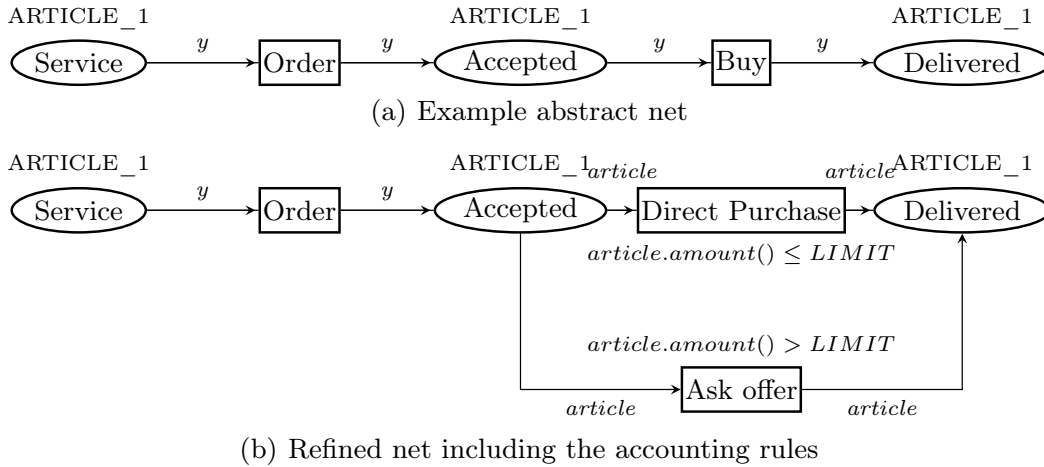 ARTICLE_1 ARTICLE_1 ARTICLE_1
Service y Order y Accepted y Buy y Delivered
(a) Example abstract net
ARTICLE_1 ARTICLE_1 article article ARTICLE_1
Service y Order y Accepted Direct Purchase Delivered
article.amount() ≤ LIMIT
article.amount() > LIMIT
Ask offer
article article
(b) Refined net including the accounting rules